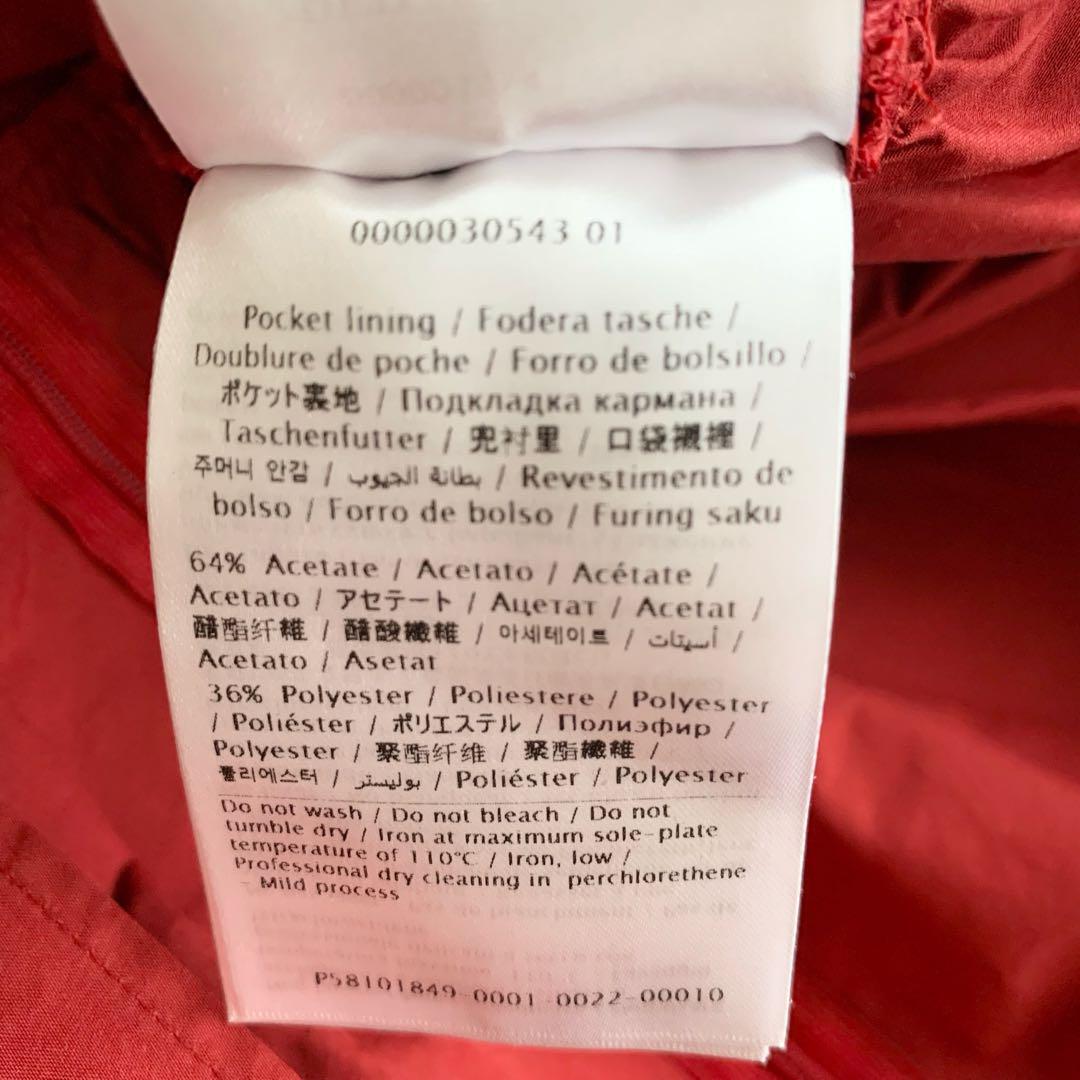 0000030543 01
Pocket lining / Fodera tasche /
Doublure de poche / Forro de bolsillo /
ポケット裏地 / Подкладка кармана /
Taschenfutter / 兜衬里 / 口袋襯裡 /
주머니 안감 / بطانة الجيوب / Revestimento de
bolso / Forro de bolso / Furing saku
64% Acetate / Acetato / Acétate /
Acetato / アセテート / Ацетат / Acetat /
醋酯纤維 / 醋酸纖維 / 아세테이트 / أسيتات /
Acetato / Asetat
36% Polyester / Poliestere / Polyester
/ Poliéster / ポリエステル / Полиэфир /
Polyester / 聚酯纤维 / 聚酯纖維 /
폴리에스터 / بوليستر / Poliéster / Polyester
Do not wash / Do not bleach / Do not
tumble dry / Iron at maximum sole-plate
temperature of 110°C / Iron, low /
Professional dry cleaning in perchlorethene
- Mild process
P58101849-0001-0022-00010